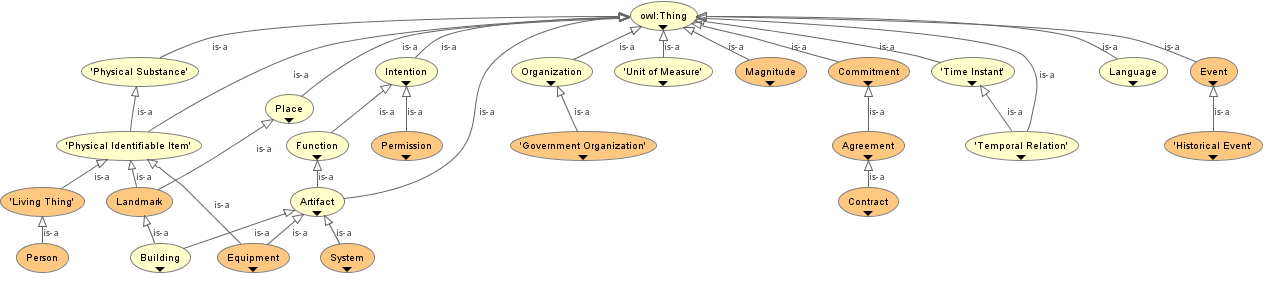 owl:Thing
is-a is-a is-a is-a is-a is-a is-a is-a
'Physical Substance' Intention Organization 'Unit of Measure' Magnitude Commitment 'Time Instant' Language Event
is-a is-a
Place
is-a is-a is-a is-a is-a is-a is-a is-a
'Physical Identifiable Item' Function Permission 'Government Organization' Agreement 'Temporal Relation' 'Historical Event'
is-a
is-a is-a is-a is-a
'Living Thing' Landmark Artifact Contract
is-a
is-a is-a is-a is-a is-a
Person Building Equipment System